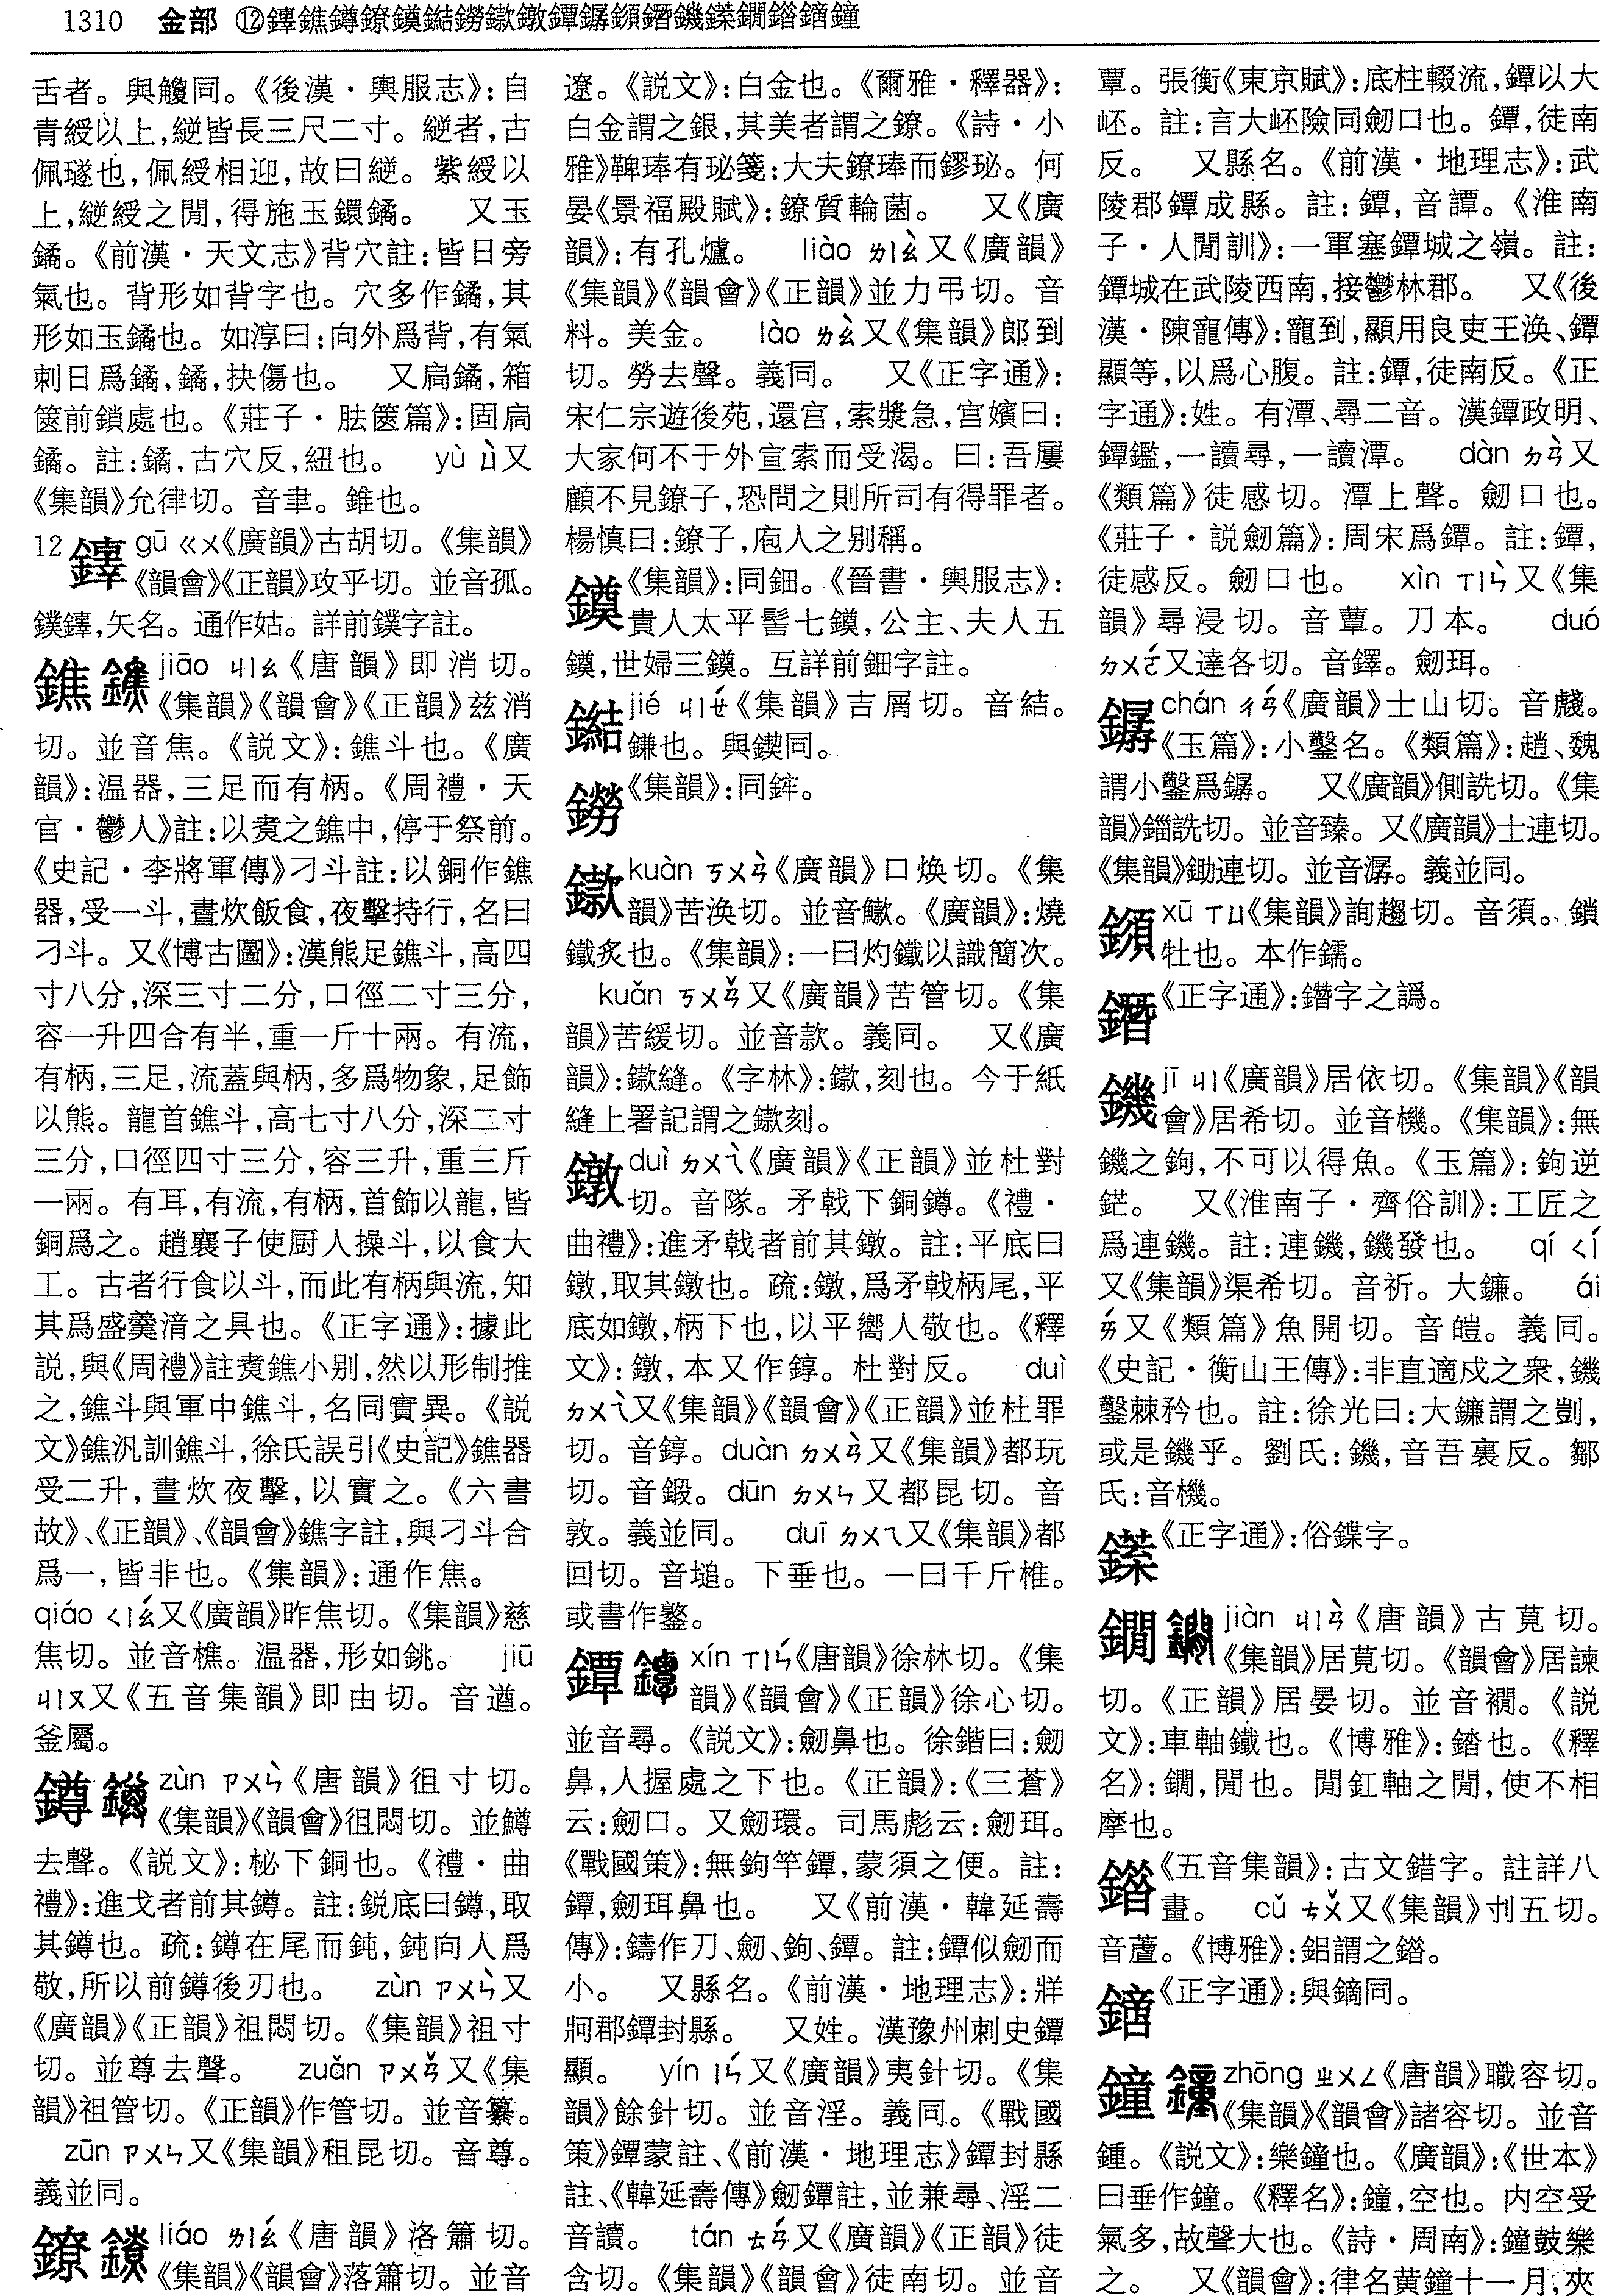 1310 金部 ⑫鏲鐎鐏鐐鏌鐑鐒鏉鐓鐔鐗鑐鐕鐖鐷鐧錯鏑鐘
舌者。與觼同。《後漢·輿服志》:自
青綬以上,縌皆長三尺二寸。縌者,古
佩璲也,佩綬相迎,故曰縌。紫綬以
上,縌綬之閒,得施玉鐶鐍。 又玉
鐍。《前漢·天文志》背穴註:皆日旁
氣也。背形如背字也。穴多作鐍,其
形如玉鐍也。如淳曰:向外爲背,有氣
刺日爲鐍,鐍,抉傷也。 又扃鐍,箱
篋前鎖處也。《莊子·胠篋篇》:固扃
鐍。註:鐍,古穴反,紐也。 yù ㄩˋ又
《集韻》允律切。音聿。錐也。
12 gū ㄍㄨ《廣韻》古胡切。《集韻》
《韻會》《正韻》攻乎切。並音孤。
鏷,矢名。通作姑。詳前鏷字註。
鐎 jiāo ㄐㄧㄠ《唐韻》即消切。
《集韻》《韻會》《正韻》兹消
切。並音焦。《説文》:鐎斗也。《廣
韻》:温器,三足而有柄。《周禮·天
官·鬱人》註:以煑之鐎中,停于祭前。
《史記·李將軍傳》刁斗註:以銅作鐎
器,受一斗,晝炊飯食,夜擊持行,名曰
刁斗。又《博古圖》:漢熊足鐎斗,高四
寸八分,深三寸二分,口徑二寸三分,
容一升四合有半,重一斤十兩。有流,
有柄,三足,流蓋與柄,多爲物象,足飾
以熊。龍首鐎斗,高七寸八分,深二寸
三分,口徑四寸三分,容三升,重三斤
一兩。有耳,有流,有柄,首飾以龍,皆
銅爲之。趙襄子使厨人操斗,以食大
工。古者行食以斗,而此有柄與流,知
其爲盛羹湆之具也。《正字通》:據此
説,與《周禮》註煑鐎小别,然以形制推
之,鐎斗與軍中鐎斗,名同實異。《説
文》鐎汎訓鐎斗,徐氏誤引《史記》鐎器
受二升,晝炊夜擊,以實之。《六書
故》、《正韻》、《韻會》鐎字註,與刁斗合
爲一,皆非也。《集韻》:通作焦。
qiáo ㄑㄧㄠˊ又《廣韻》昨焦切。《集韻》慈
焦切。並音樵。温器,形如銚。 jiū
ㄐㄧㄡ又《五音集韻》即由切。音遒。
釜屬。
鐏 zùn ㄗㄨㄣˋ《唐韻》徂寸切。
《集韻》《韻會》徂悶切。並鱒
去聲。《説文》:柲下銅也。《禮·曲
禮》:進戈者前其鐏。註:鋭底曰鐏,取
其鐏也。疏:鐏在尾而鈍,鈍向人爲
敬,所以前鐏後刃也。 zùn ㄗㄨㄣˋ又
《廣韻》《正韻》祖悶切。《集韻》祖寸
切。並尊去聲。 zuǎn ㄗㄨㄢˇ又《集
韻》祖管切。《正韻》作管切。並音纂。
zūn ㄗㄨㄣ又《集韻》租昆切。音尊。
義並同。
鐐 liáo ㄌㄧㄠˊ《唐韻》洛簫切。
《集韻》《韻會》落簫切。並音
遼。《説文》:白金也。《爾雅·釋器》:
白金謂之銀,其美者謂之鐐。《詩·小
雅》鞞琫有珌箋:大夫鐐琫而鏐珌。何
晏《景福殿賦》:鐐質輪菌。 又《廣
韻》:有孔爐。 liào ㄌㄧㄠˋ又《廣韻》
《集韻》《韻會》《正韻》並力弔切。音
料。美金。 lào ㄌㄠˋ又《集韻》郎到
切。勞去聲。義同。 又《正字通》:
宋仁宗遊後苑,還宫,索漿急,宫嬪曰:
大家何不于外宣索而受渴。曰:吾屢
顧不見鐐子,恐問之則所司有得罪者。
楊慎曰:鐐子,庖人之别稱。
《集韻》:同鈿。《晉書·輿服志》:
貴人太平髻七鏌,公主、夫人五
鏌,世婦三鏌。互詳前鈿字註。
jié ㄐㄧㄝˊ《集韻》吉屑切。音結。
鎌也。與鍥同。
鐒 《集韻》:同鉾。
kuàn ㄎㄨㄢˋ《廣韻》口焕切。《集
韻》苦涣切。並音鏉。《廣韻》:燒
鐵炙也。《集韻》:一曰灼鐵以識簡次。
kuǎn ㄎㄨㄢˇ又《廣韻》苦管切。《集
韻》苦緩切。並音款。義同。 又《廣
韻》:鏉縫。《字林》:鏉,刻也。今于紙
縫上署記謂之鏉刻。
鐓 duì ㄉㄨㄟˋ《廣韻》《正韻》並杜對
切。音隊。矛戟下銅鐏。《禮·
曲禮》:進矛戟者前其鐓。註:平底曰
鐓,取其鐓也。疏:鐓,爲矛戟柄尾,平
底如鐓,柄下也,以平嚮人敬也。《釋
文》:鐓,本又作錞。杜對反。 duì
ㄉㄨㄟˋ又《集韻》《韻會》《正韻》並杜罪
切。音錞。duàn ㄉㄨㄢˋ又《集韻》都玩
切。音鍛。dūn ㄉㄨㄣ又都昆切。音
敦。義並同。 duī ㄉㄨㄟ又《集韻》都
回切。音䭔。下垂也。一曰千斤椎。
或書作鐜。
鐔 xín ㄒㄧㄣˊ《唐韻》徐林切。《集
韻》《韻會》《正韻》徐心切。
並音尋。《説文》:劒鼻也。徐鍇曰:劒
鼻,人握處之下也。《正韻》:《三蒼》
云:劒口。又劒環。司馬彪云:劒珥。
《戰國策》:無鉤竿鐔,蒙須之便。註:
鐔,劒珥鼻也。 又《前漢·韓延壽
傳》:鑄作刀、劒、鉤、鐔。註:鐔似劒而
小。 又縣名。《前漢·地理志》:牂
牁郡鐔封縣。 又姓。漢豫州刺史鐔
顯。 yín ㄧㄣˊ又《廣韻》夷針切。《集
韻》餘針切。並音淫。義同。《戰國
策》鐔蒙註、《前漢·地理志》鐔封縣
註、《韓延壽傳》劒鐔註,並兼尋、淫二
音讀。 tán ㄊㄢˊ又《廣韻》《正韻》徒
含切。《集韻》《韻會》徒南切。並音
覃。張衡《東京賦》:底柱輟流,鐔以大
岯。註:言大岯險同劒口也。鐔,徒南
反。 又縣名。《前漢·地理志》:武
陵郡鐔成縣。註:鐔,音譚。《淮南
子·人閒訓》:一軍塞鐔城之嶺。註:
鐔城在武陵西南,接鬱林郡。 又《後
漢·陳寵傳》:寵到,顯用良吏王涣、鐔
顯等,以爲心腹。註:鐔,徒南反。《正
字通》:姓。有潭、尋二音。漢鐔政明、
鐔鑑,一讀尋,一讀潭。 dàn ㄉㄢˋ又
《類篇》徒感切。潭上聲。劒口也。
《莊子·説劒篇》:周宋爲鐔。註:鐔,
徒感反。劒口也。 xìn ㄒㄧㄣˋ又《集
韻》尋浸切。音蕈。刀本。 duó
ㄉㄨㄛˊ又達各切。音鐸。劒珥。
chán ㄔㄢˊ《廣韻》士山切。音虥。
《玉篇》:小鑿名。《類篇》:趙、魏
謂小鑿爲鏱。 又《廣韻》側詵切。《集
韻》錙詵切。並音臻。又《廣韻》士連切。
《集韻》鋤連切。並音潺。義並同。
xū ㄒㄩ《集韻》詢趨切。音須。鎖
牡也。本作鑐。
鐕 《正字通》:鐕字之譌。
鐖 jī ㄐㄧ《廣韻》居依切。《集韻》《韻
會》居希切。並音機。《集韻》:無
鐖之鉤,不可以得魚。《玉篇》:鉤逆
鋩。 又《淮南子·齊俗訓》:工匠之
爲連鐖。註:連鐖,鐖發也。 qí ㄑㄧˊ
又《集韻》渠希切。音祈。大鐮。 ái
ㄞˊ又《類篇》魚開切。音皚。義同。
《史記·衡山王傳》:非直適戍之衆,鐖
鑿棘矜也。註:徐光曰:大鐮謂之剴,
或是鐖乎。劉氏:鐖,音吾裏反。鄒
氏:音機。
《正字通》:俗鍱字。
鐗 jiàn ㄐㄧㄢˋ《唐韻》古莧切。
《集韻》居莧切。《韻會》居諫
切。《正韻》居晏切。並音襉。《説
文》:車軸鐵也。《博雅》:錔也。《釋
名》:鐗,閒也。閒釭軸之閒,使不相
摩也。
《五音集韻》:古文錯字。註詳八
畫。 cǔ ㄘㄨˇ又《集韻》刌五切。
音蘆。《博雅》:鋁謂之鐟。
《正字通》:與鏑同。
鐘 zhōng ㄓㄨㄥ《唐韻》職容切。
《集韻》《韻會》諸容切。並音
鍾。《説文》:樂鐘也。《廣韻》:《世本》
曰垂作鐘。《釋名》:鐘,空也。内空受
氣多,故聲大也。《詩·周南》:鐘鼓樂
之。 又《韻會》:律名黄鐘十一月,夾